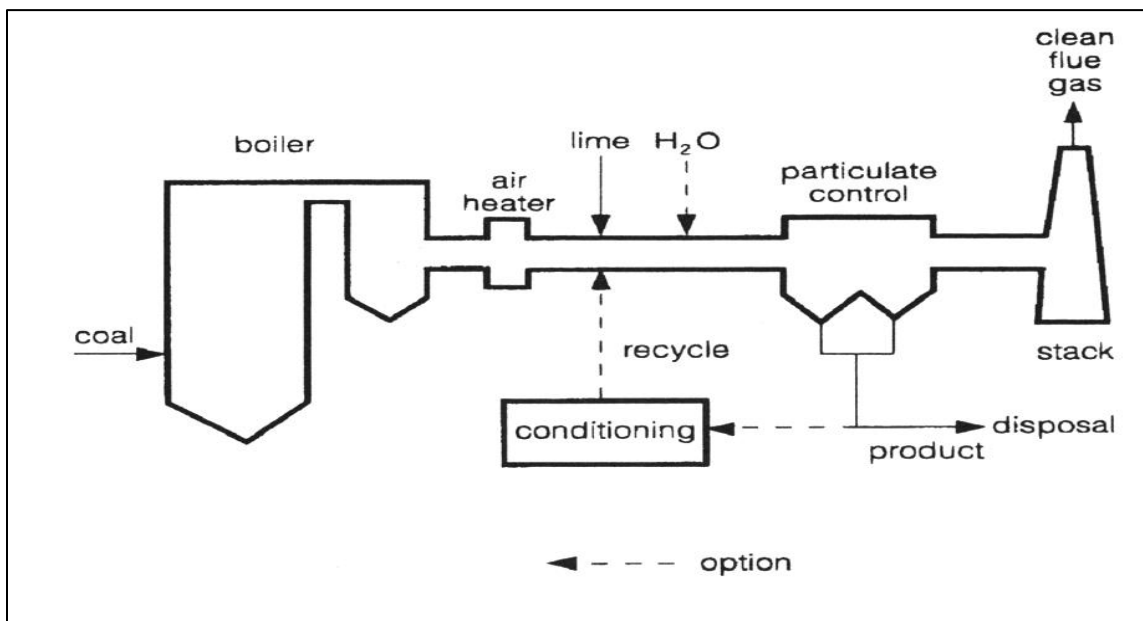 clean
flue
gas
boiler
lime
H₂O
air
heater
particulate
control
coal
recycle
stack
conditioning
disposal
product
option